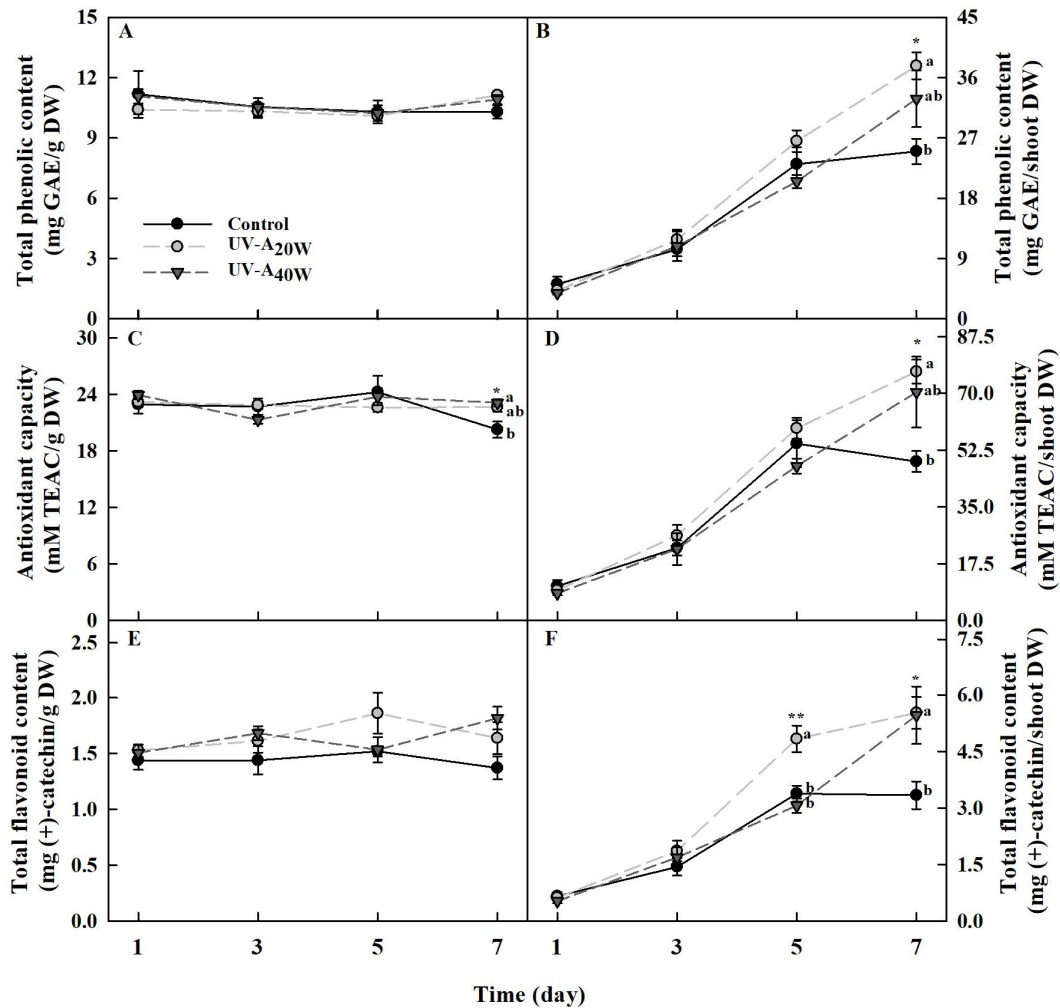 Total phenolic content
(mg GAE/g DW)
15
12
9
6
3
0
A
Control
UV-A20W
UV-A40W
B
*
a
ab
b
45
36
27
18
9
0
Total phenolic content
(mg GAE/shoot DW)
Antioxidant capacity
(mM TEAC/g DW)
30
24
18
12
6
0
C
*
a
ab
b
D
*
a
ab
b
87.5
70.0
52.5
35.0
17.5
0.0
Antioxidant capacity
(mM TEAC/shoot DW)
Total flavonoid content
(mg (+)-catechin/g DW)
2.5
2.0
1.5
1.0
0.5
0.0
E
F
**
a
b
b
*
a
b
7.5
6.0
4.5
3.0
1.5
0.0
Total flavonoid content
(mg (+)-catechin/shoot DW)
1 3 5 7 1 3 5 7
Time (day)